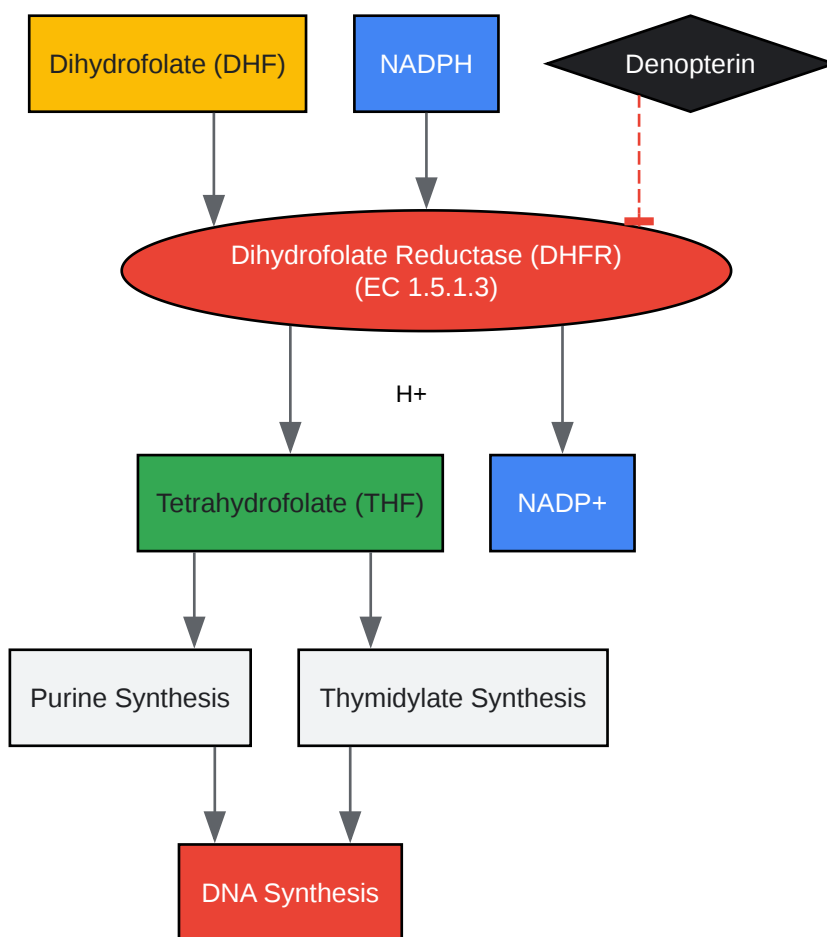 Dihydrofolate (DHF)
NADPH
Denopterin
Dihydrofolate Reductase (DHFR)
(EC 1.5.1.3)
H+
Tetrahydrofolate (THF)
NADP+
Purine Synthesis
Thymidylate Synthesis
DNA Synthesis